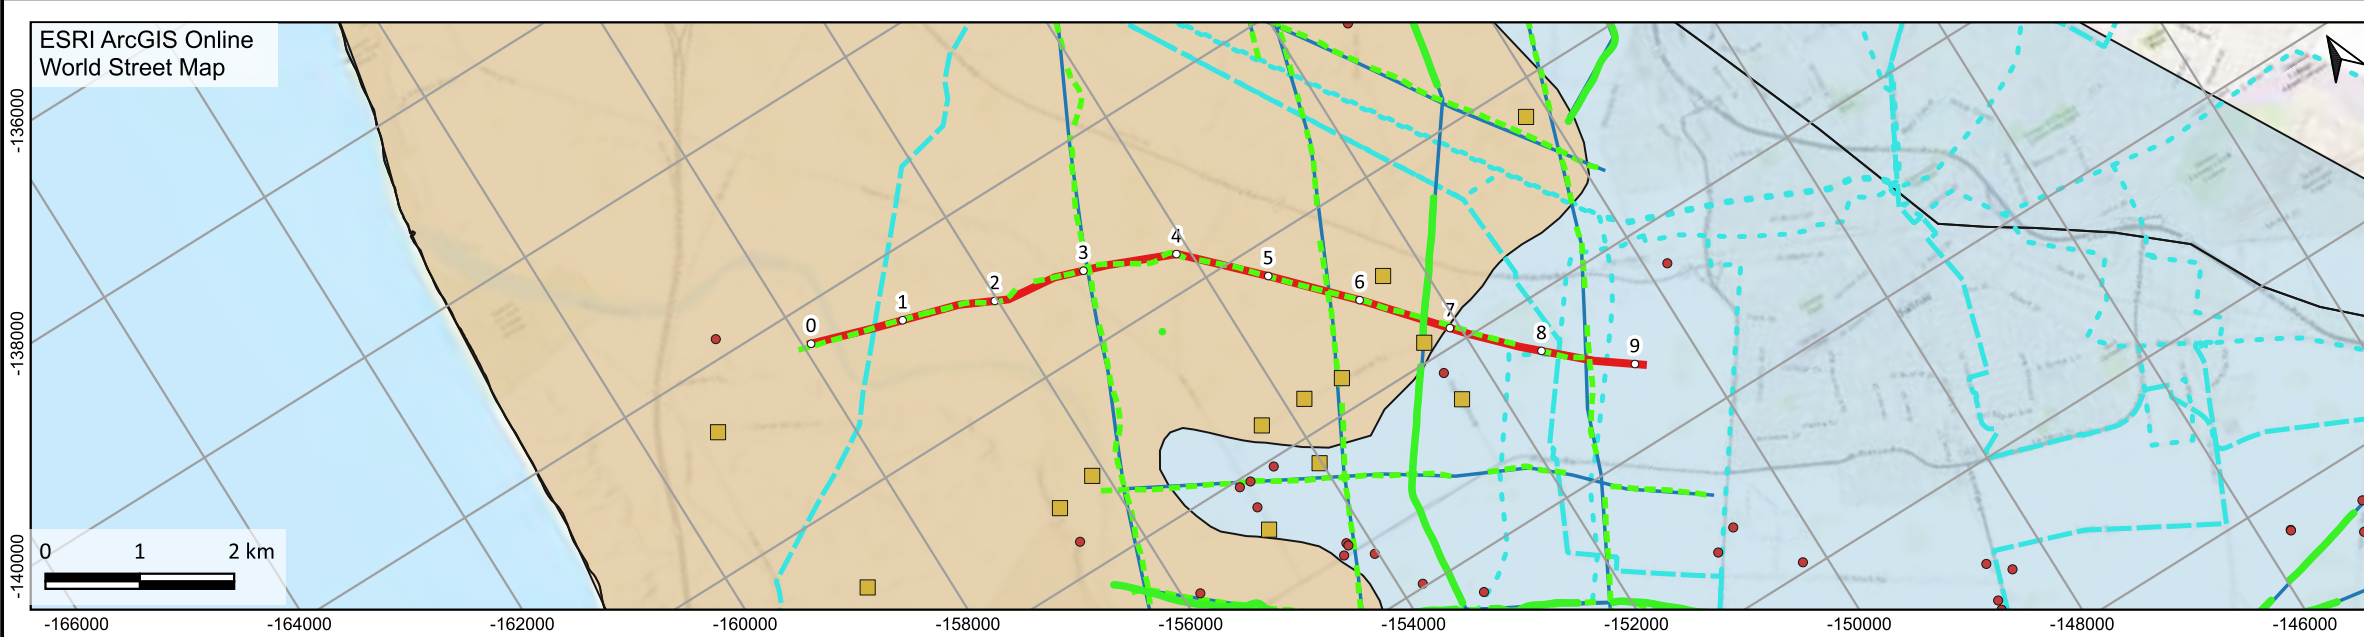 ESRI ArcGIS Online
World Street Map
-136000
-138000
-140000
0 1 2 3 4 5 6 7 8 9
0 1 2 km
-166000 -164000 -162000 -160000 -158000 -156000 -154000 -152000 -150000 -148000 -146000